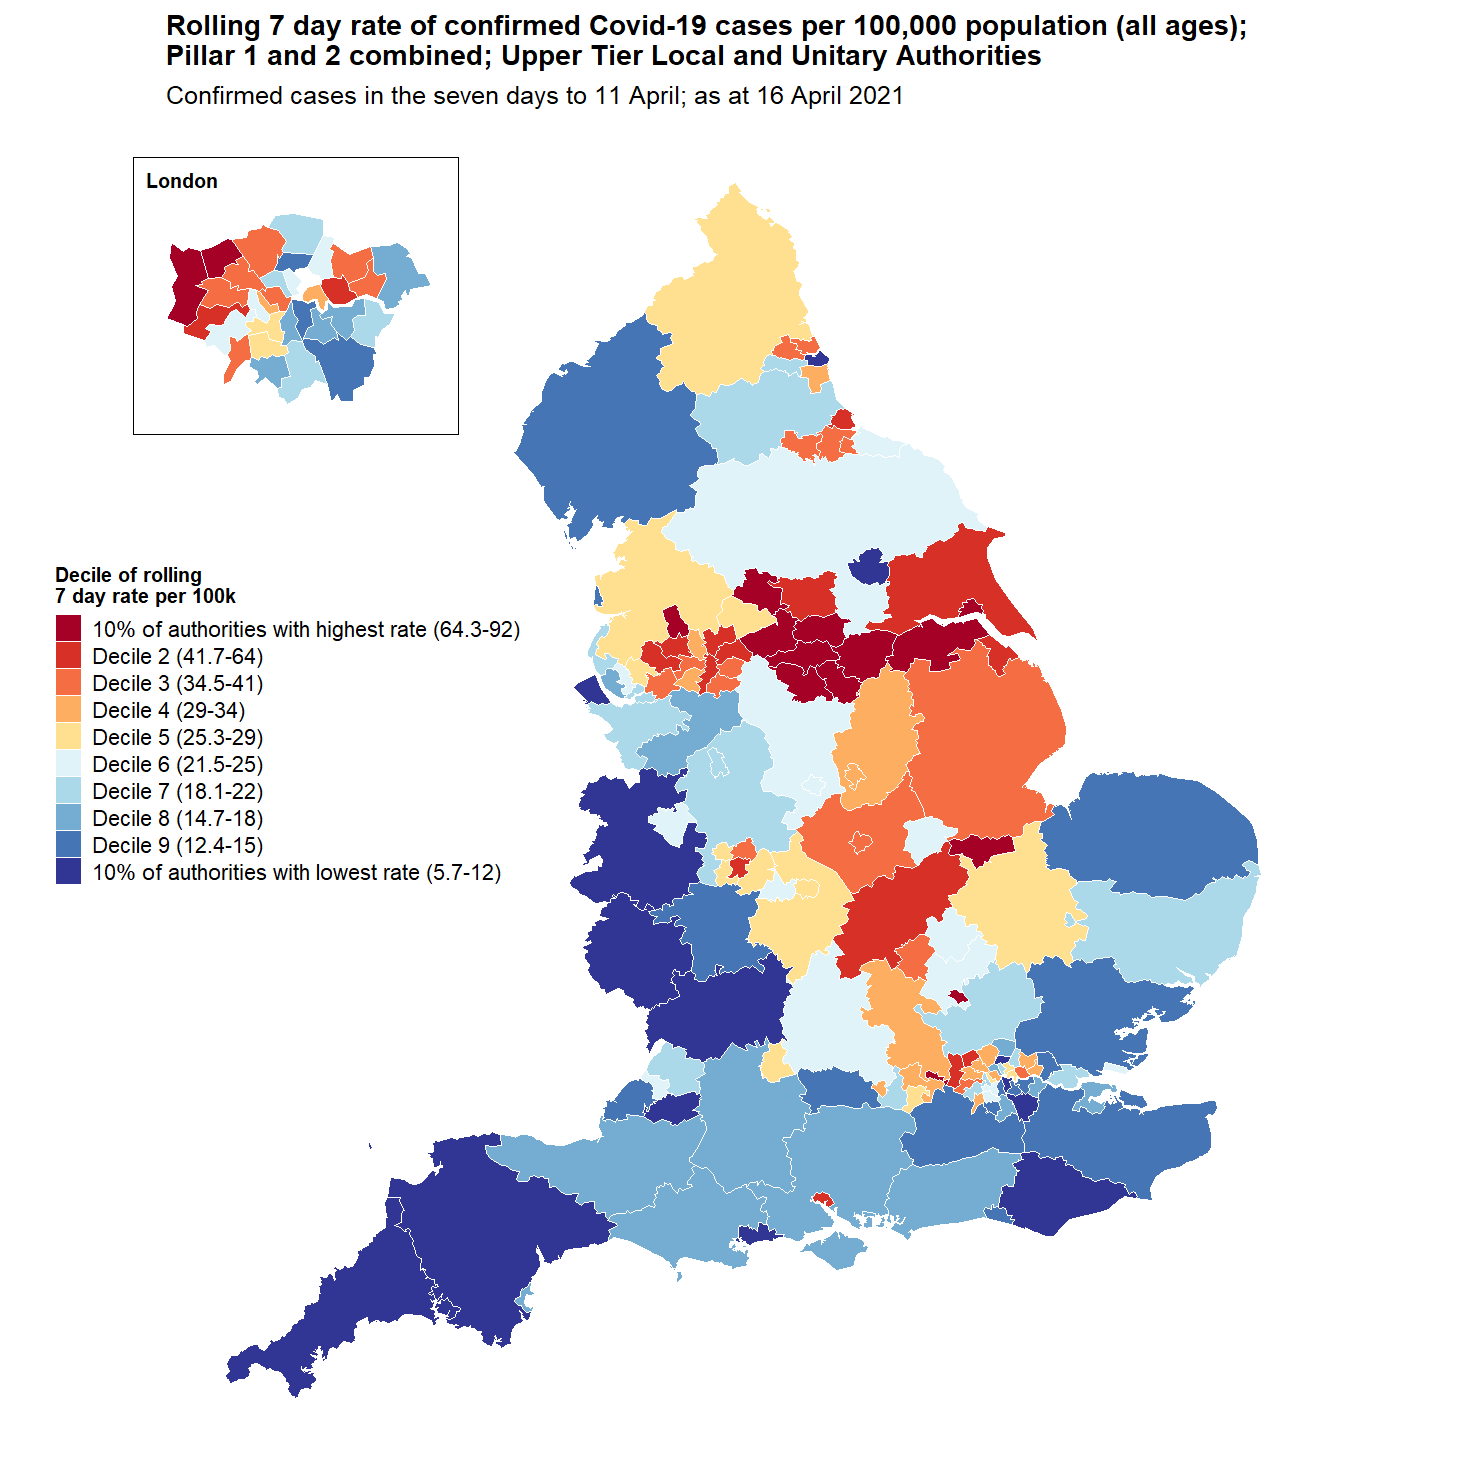 Rolling 7 day rate of confirmed Covid-19 cases per 100,000 population (all ages);
Pillar 1 and 2 combined; Upper Tier Local and Unitary Authorities
Confirmed cases in the seven days to 11 April; as at 16 April 2021
London
Decile of rolling
7 day rate per 100k
10% of authorities with highest rate (64.3-92)
Decile 2 (41.7-64)
Decile 3 (34.5-41)
Decile 4 (29-34)
Decile 5 (25.3-29)
Decile 6 (21.5-25)
Decile 7 (18.1-22)
Decile 8 (14.7-18)
Decile 9 (12.4-15)
10% of authorities with lowest rate (5.7-12)